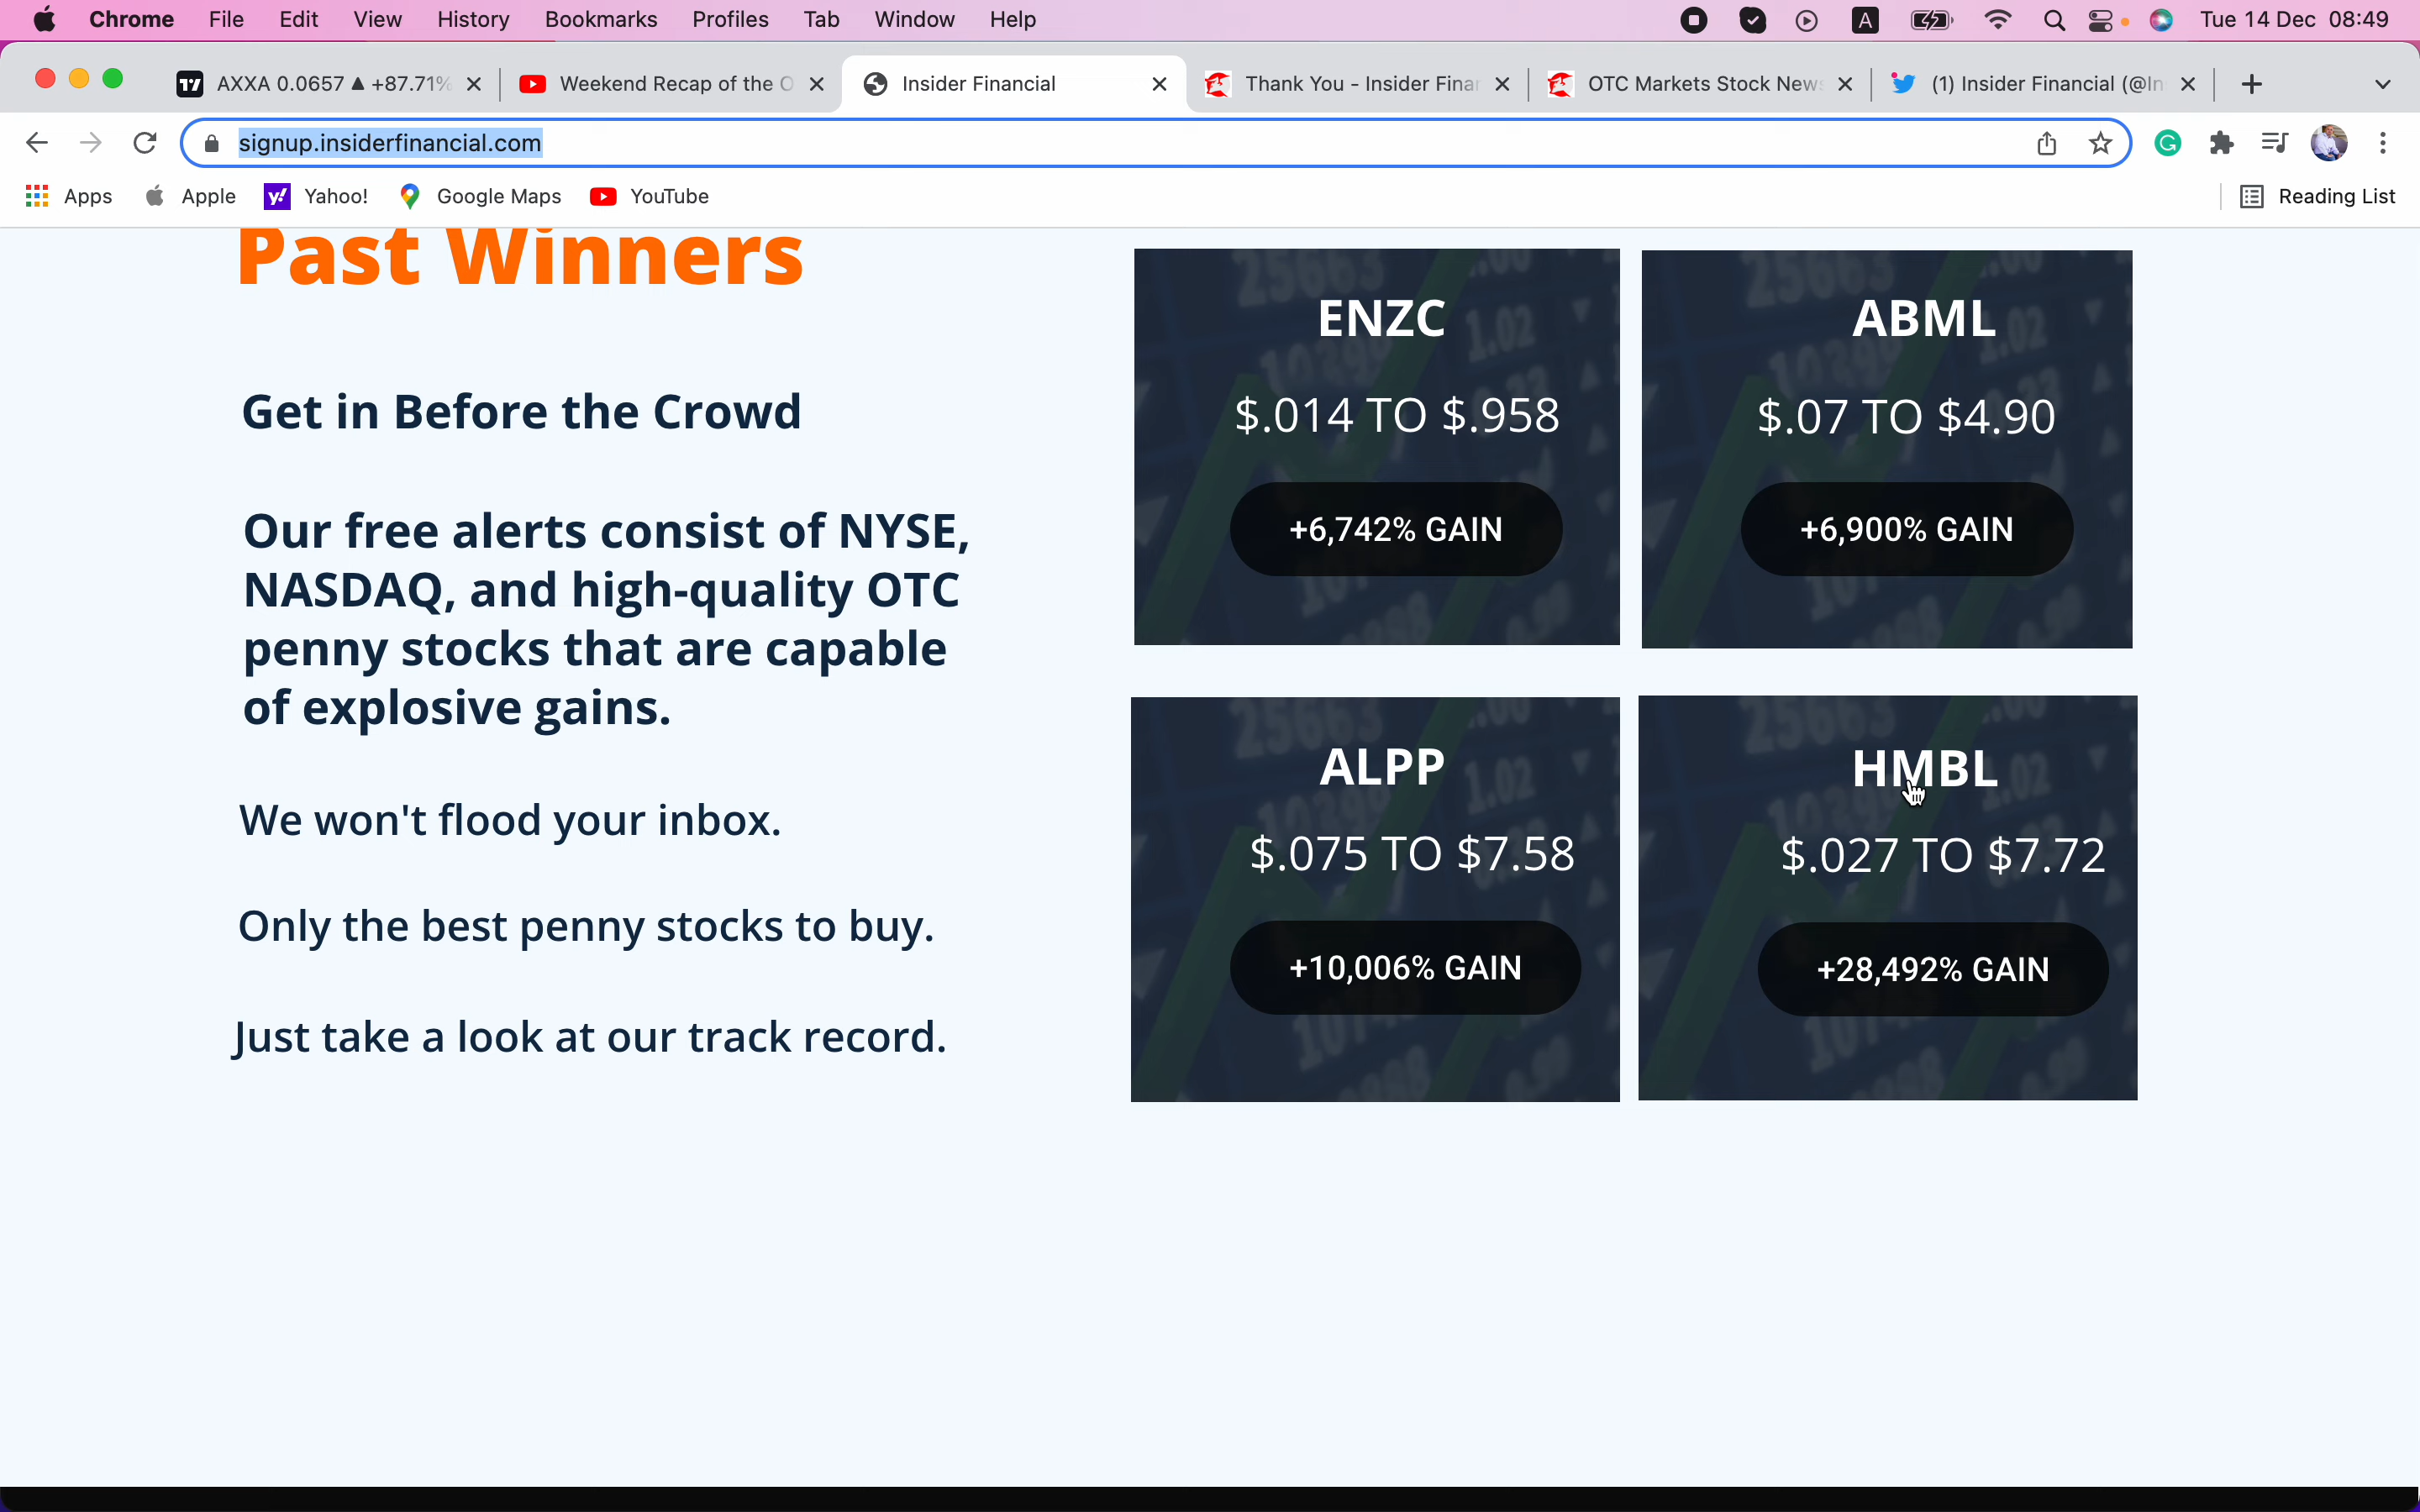 Chrome File Edit View History Bookmarks Profiles Tab Window Help A Tue 14 Dec 08:49
AXXA 0.0657 ▲ +87.71% Weekend Recap of the O Insider Financial Thank You - Insider Finan OTC Markets Stock News (1) Insider Financial (@In
signup.insiderfinancial.com
Apps Apple Yahoo! Google Maps YouTube Reading List
Past Winners
Get in Before the Crowd
Our free alerts consist of NYSE,
NASDAQ, and high-quality OTC
penny stocks that are capable
of explosive gains.
We won't flood your inbox.
Only the best penny stocks to buy.
Just take a look at our track record.
ENZC
$.014 TO $.958
+6,742% GAIN
ABML
$.07 TO $4.90
+6,900% GAIN
ALPP
$.075 TO $7.58
+10,006% GAIN
HMBL
$.027 TO $7.72
+28,492% GAIN